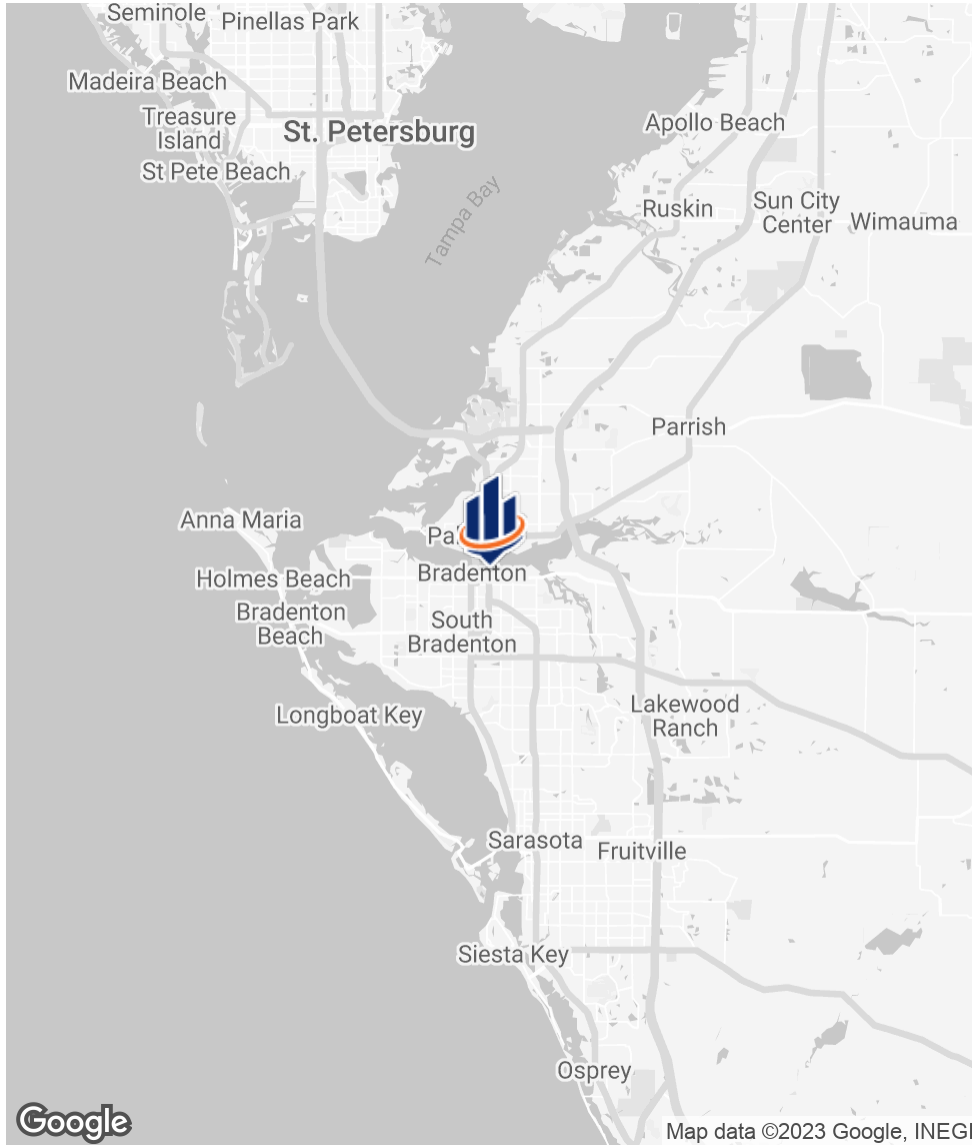 Seminole
Pinellas Park
Madeira Beach
Treasure
Island
St. Petersburg
Apollo Beach
St Pete Beach
Tampa Bay
Ruskin
Sun City
Center
Wimauma
Parrish
Anna Maria
Bradenton
Holmes Beach
Bradenton
Beach
South
Bradenton
Longboat Key
Lakewood
Ranch
Sarasota
Fruitville
Siesta Key
Osprey
Google
Map data ©2023 Google, INEGI